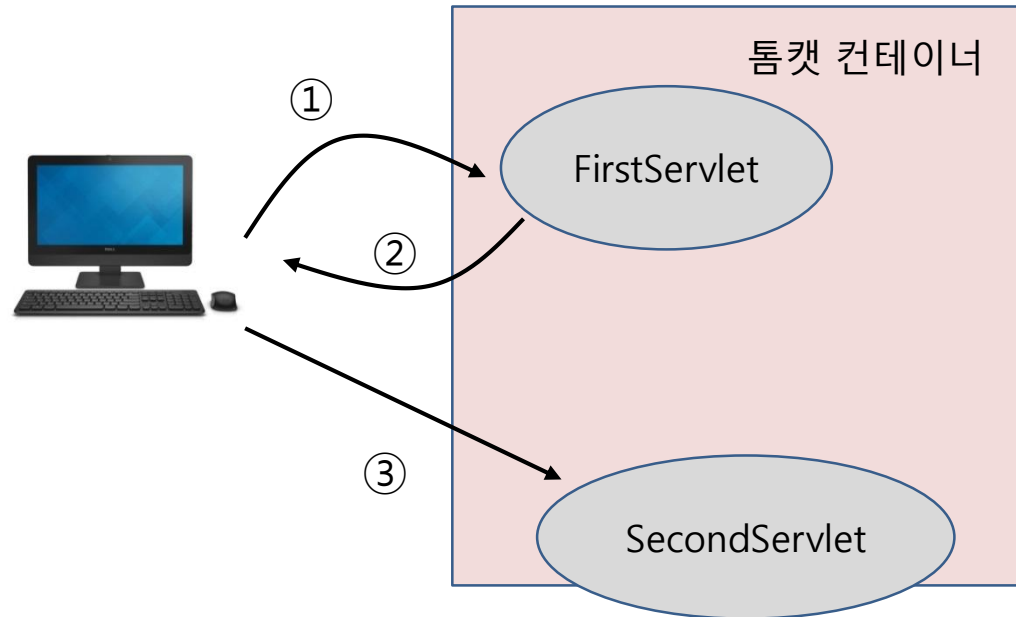 톰캣 컨테이너
①
FirstServlet
②
③
SecondServlet